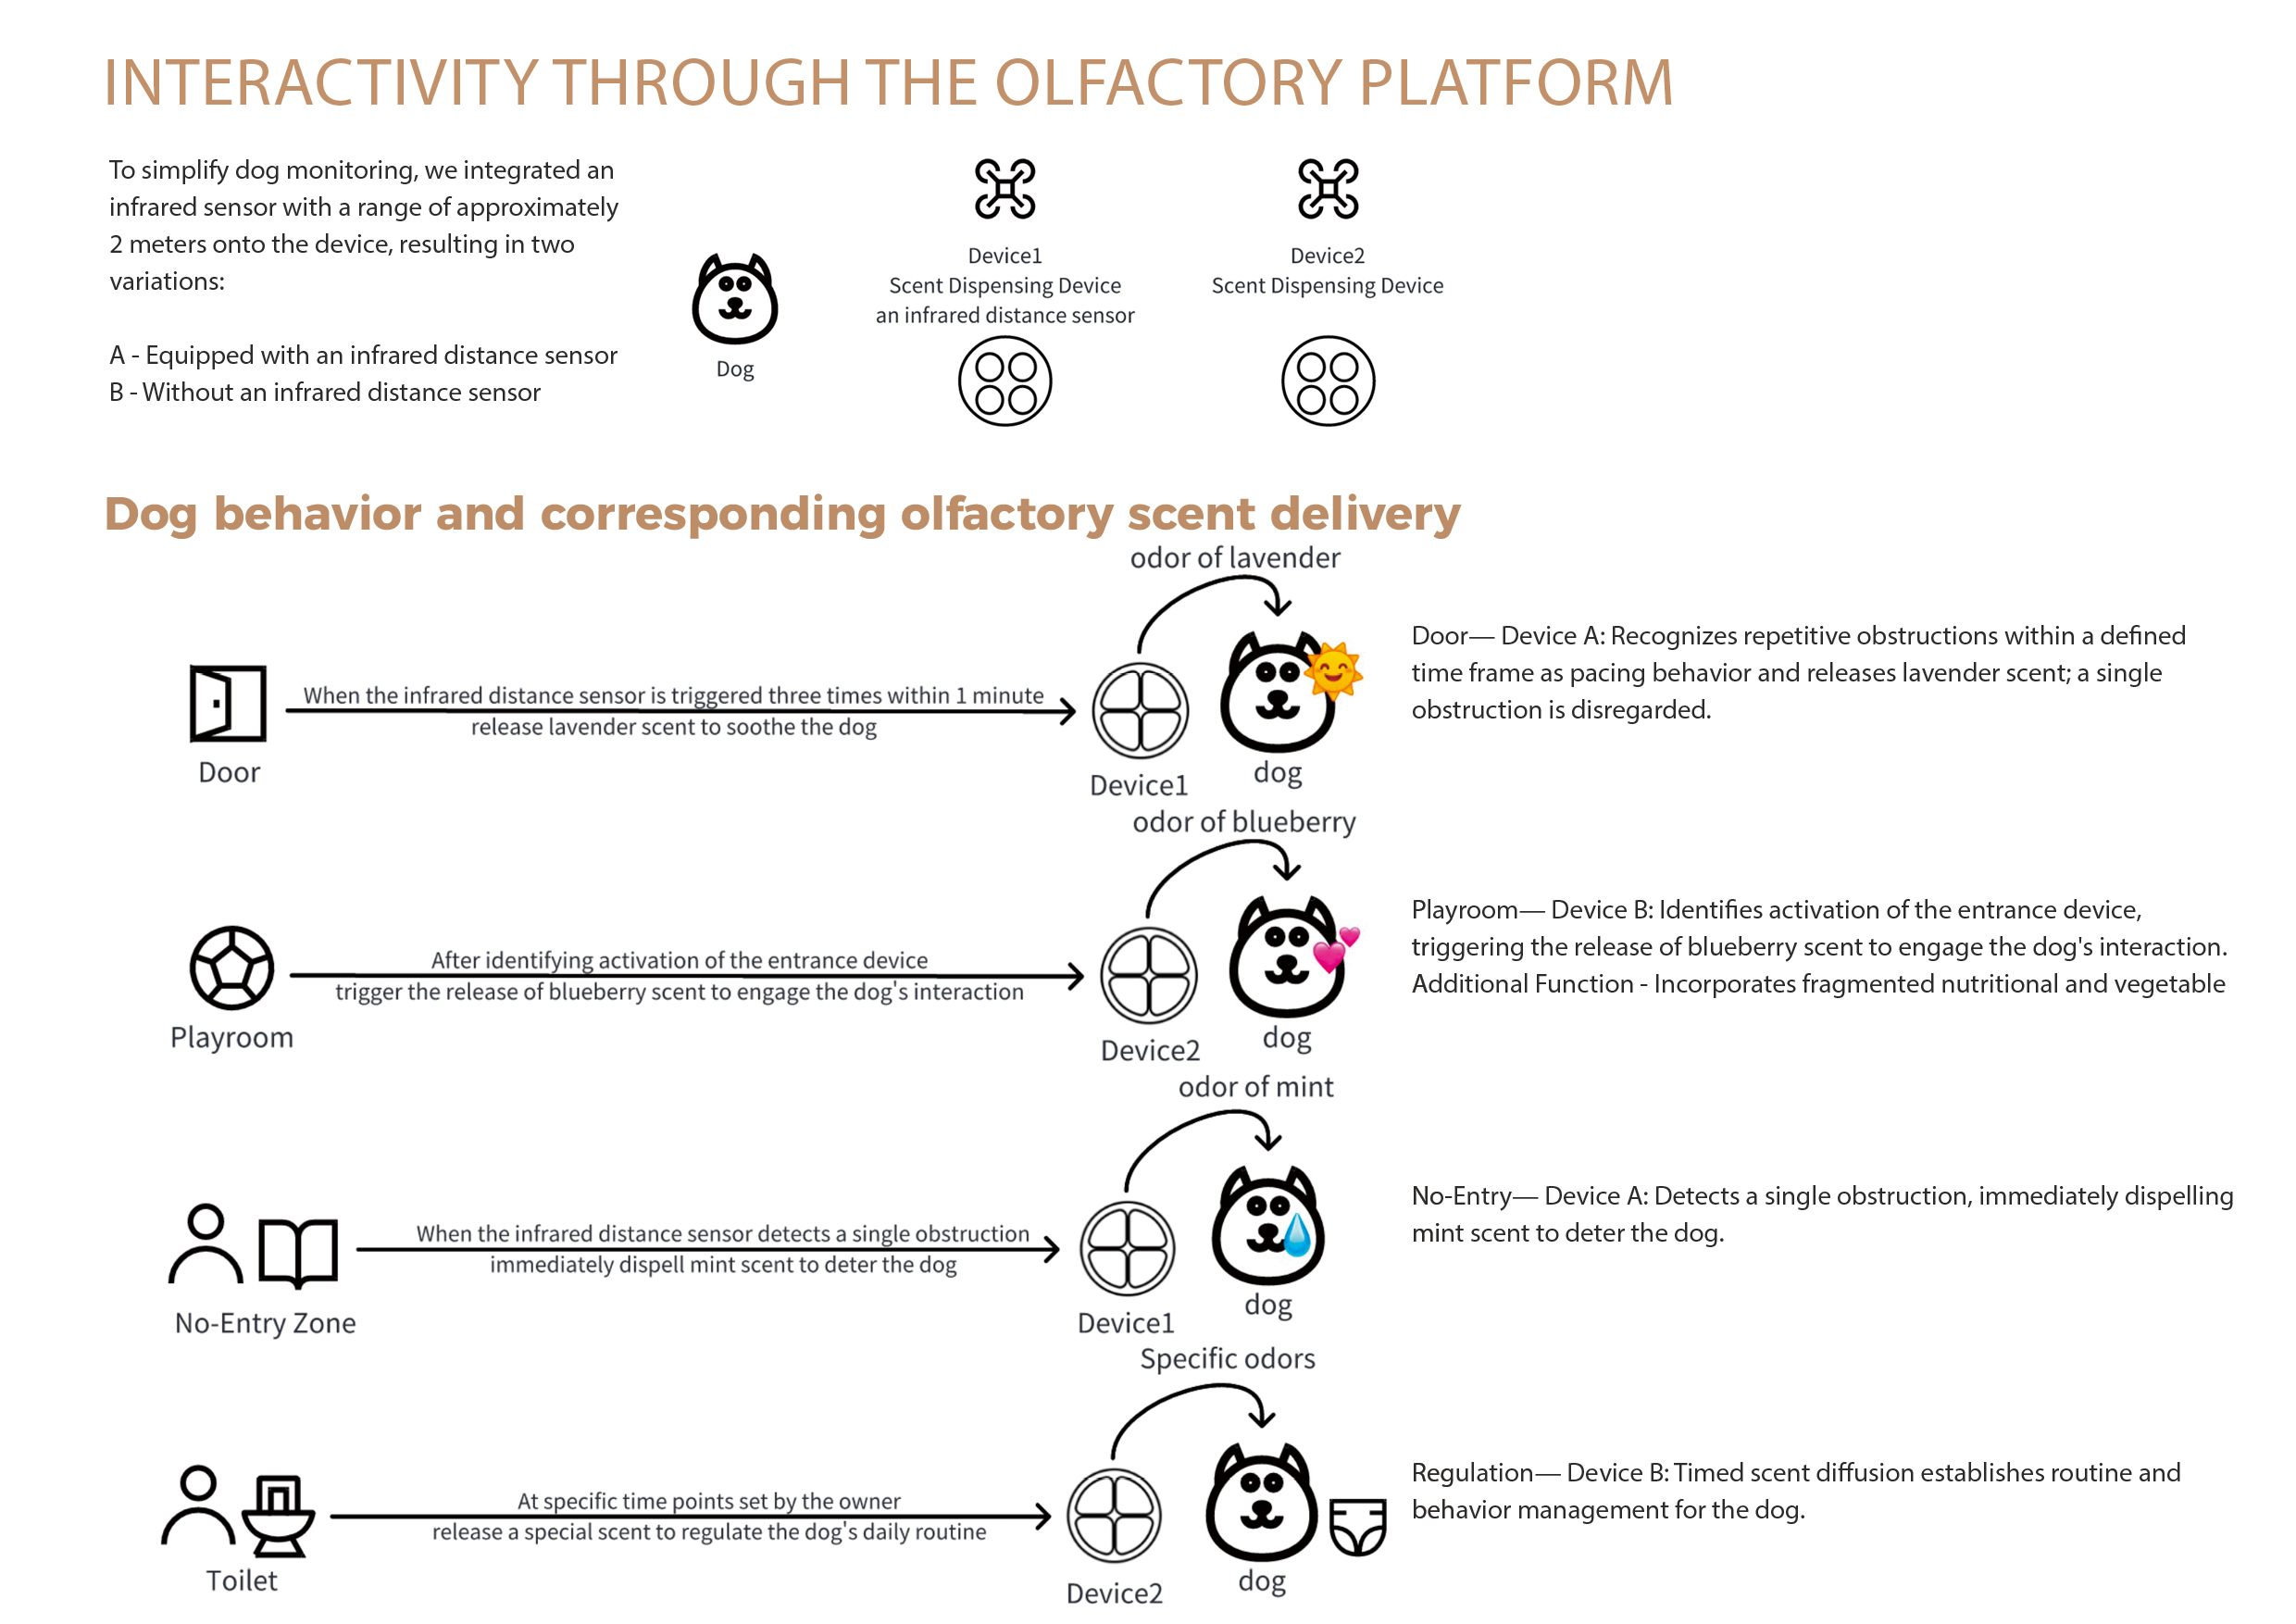 INTERACTIVITY THROUGH THE OLFACTORY PLATFORM
To simplify dog monitoring, we integrated an
infrared sensor with a range of approximately
2 meters onto the device, resulting in two
variations:
A - Equipped with an infrared distance sensor
B - Without an infrared distance sensor
Dog
Device1
Scent Dispensing Device
an infrared distance sensor
Device2
Scent Dispensing Device
Dog behavior and corresponding olfactory scent delivery
odor of lavender
When the infrared distance sensor is triggered three times within 1 minute
release lavender scent to soothe the dog
Door
Device1
dog
Door— Device A: Recognizes repetitive obstructions within a defined
time frame as pacing behavior and releases lavender scent; a single
obstruction is disregarded.
odor of blueberry
After identifying activation of the entrance device
trigger the release of blueberry scent to engage the dog's interaction
Playroom
Device2
dog
Playroom— Device B: Identifies activation of the entrance device,
triggering the release of blueberry scent to engage the dog's interaction.
Additional Function - Incorporates fragmented nutritional and vegetable
odor of mint
When the infrared distance sensor detects a single obstruction
immediately dispell mint scent to deter the dog
No-Entry Zone
Device1
dog
No-Entry— Device A: Detects a single obstruction, immediately dispelling
mint scent to deter the dog.
Specific odors
At specific time points set by the owner
release a special scent to regulate the dog's daily routine
Toilet
Device2
dog
Regulation— Device B: Timed scent diffusion establishes routine and
behavior management for the dog.